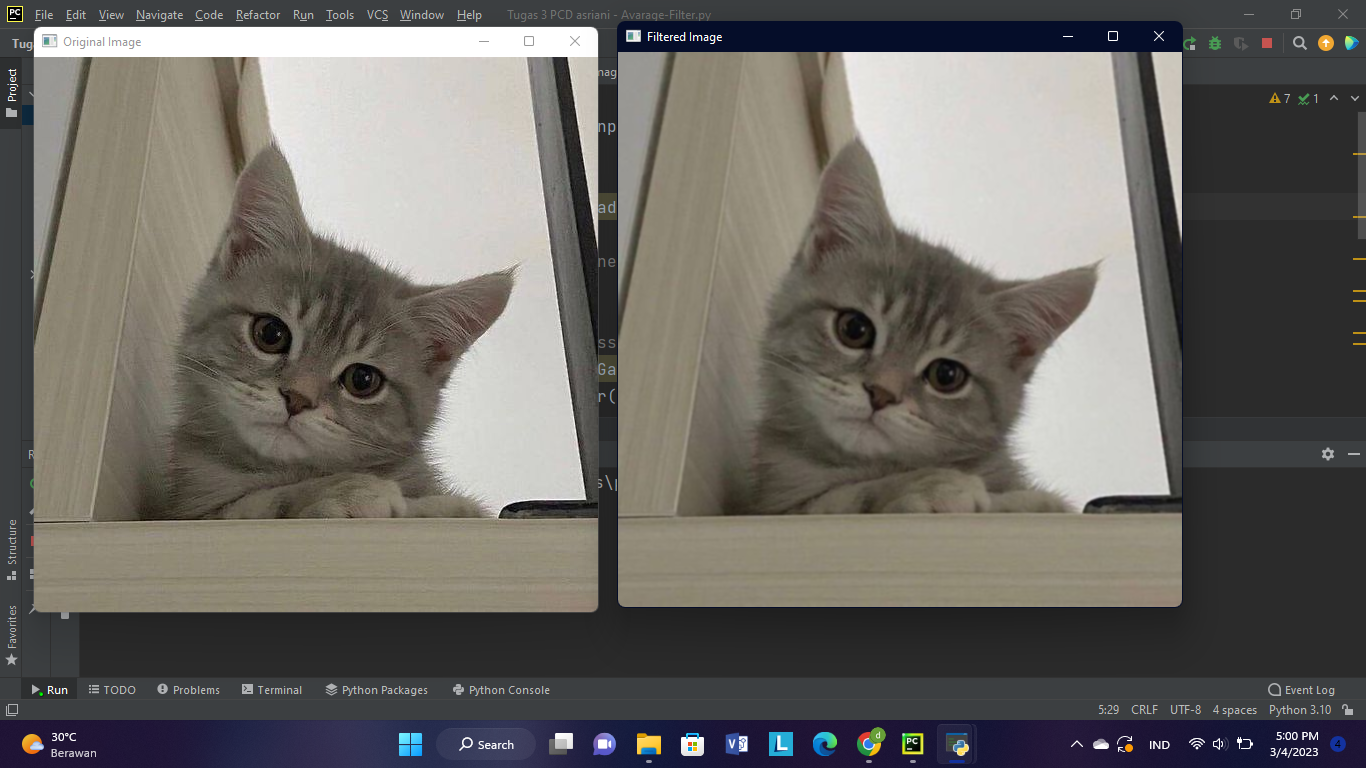 PC File Edit View Navigate Code Refactor Run Tools VCS Window Help Tugas 3 PCD asriani - Avaraqe-Filter.py
Tug
Original Image
Filtered Image
Project
mag
7 1
np
ad
ne
ss
Ga
r(
R
s\p
Structure
Favorites
Run TODO Problems Terminal Python Packages Python Console Event Log
5:29 CRLF UTF-8 4 spaces Python 3.10
30°C
Berawan
Search
d
PC
IND
5:00 PM
3/4/2023
4